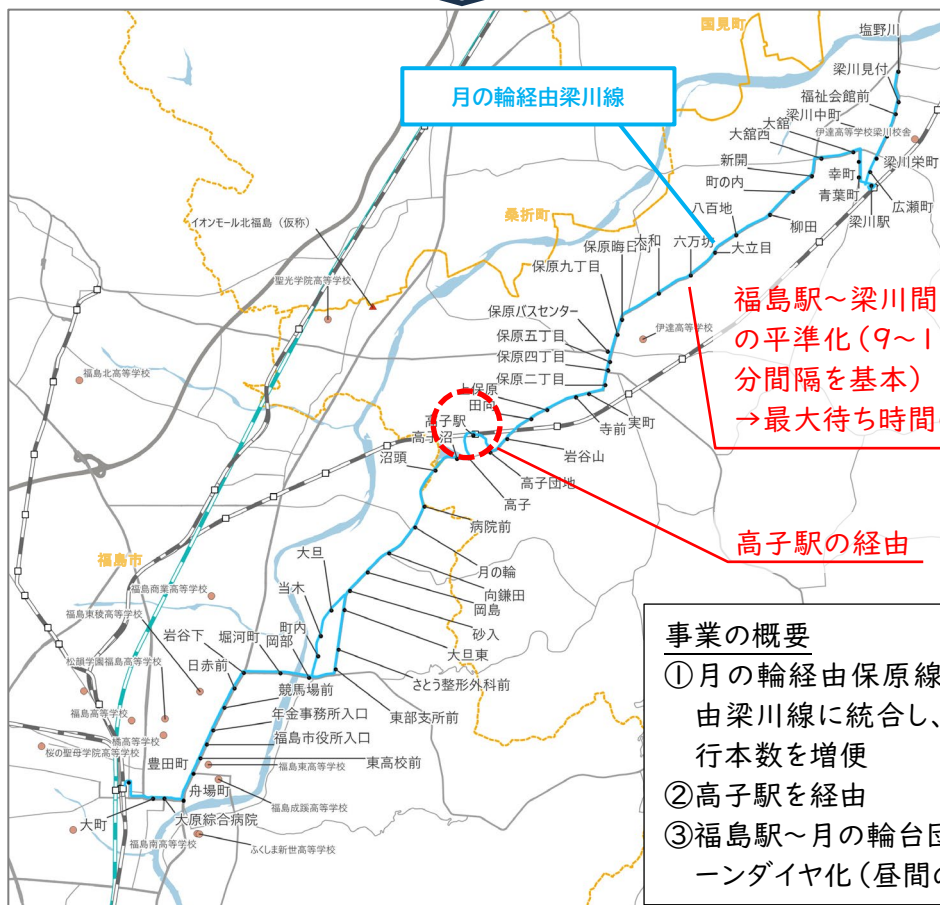 国見町
塩野川
梁川見付
福祉会館前
月の輪経由梁川線
梁川中町
大舘
伊達高等学校梁川校舎
大舘西
梁川栄町
新開
幸町
町の内
青葉町
広瀬町
梁川駅
八百地
柳田
桑折町
イオンモール北福島（仮称）
大和
六万坊
大立目
保原晦日町
保原九丁目
聖光学院高等学校
福島駅～梁川間
の平準化（9～1
分間隔を基本）
→最大待ち時間
保原バスセンター
伊達高等学校
保原五丁目
保原四丁目
福島北高等学校
保原二丁目
上保原
田向
実町
寺前
高子駅
高子沼
岩谷山
沼頭
高子団地
高子
病院前
高子駅の経由
福島市
月の輪
大旦
向鎌田
岡島
福島商業高等学校
当木
福島東稜高等学校
砂入
町内
岡部
堀河町
岩谷下
大旦東
松韻学園福島高等学校
日赤前
さとう整形外科前
競馬場前
東部支所前
年金事務所入口
福島高等学校
橘高等学校
福島市役所入口
桜の聖母学院高等学校
豊田町
福島東高等学校
東高校前
舟場町
福島成蹊高等学校
大町
大原綜合病院
福島南高等学校
ふくしま新世高等学校
事業の概要
①月の輪経由保原線
由梁川線に統合し、
行本数を増便
②高子駅を経由
③福島駅～月の輪台団
ーンダイヤ化（昼間の